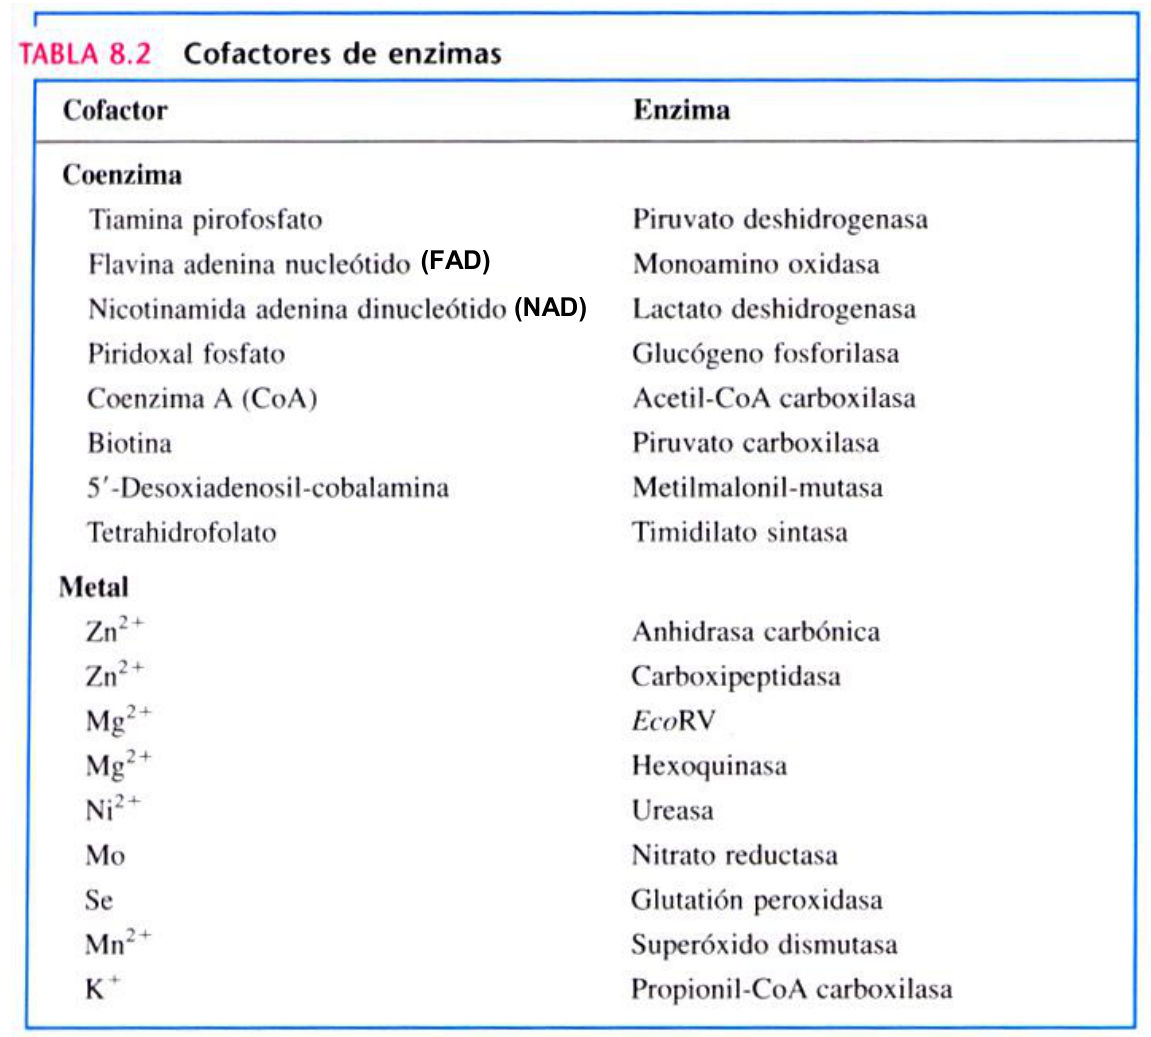 TABLA 8.2 Cofactores de enzimas
Cofactor Enzima
Coenzima
Tiamina pirofosfato Piruvato deshidrogenasa
Flavina adenina nucleótido (FAD) Monoamino oxidasa
Nicotinamida adenina dinucleótido (NAD) Lactato deshidrogenasa
Piridoxal fosfato Glucógeno fosforilasa
Coenzima A (CoA) Acetil-CoA carboxilasa
Biotina Piruvato carboxilasa
5′-Desoxiadenosil-cobalamina Metilmalonil-mutasa
Tetrahidrofolato Timidilato sintasa
Metal
Zn²⁺ Anhidrasa carbónica
Zn²⁺ Carboxipeptidasa
Mg²⁺ EcoRV
Mg²⁺ Hexoquinasa
Ni²⁺ Ureasa
Mo Nitrato reductasa
Se Glutatión peroxidasa
Mn²⁺ Superóxido dismutasa
K⁺ Propionil-CoA carboxilasa